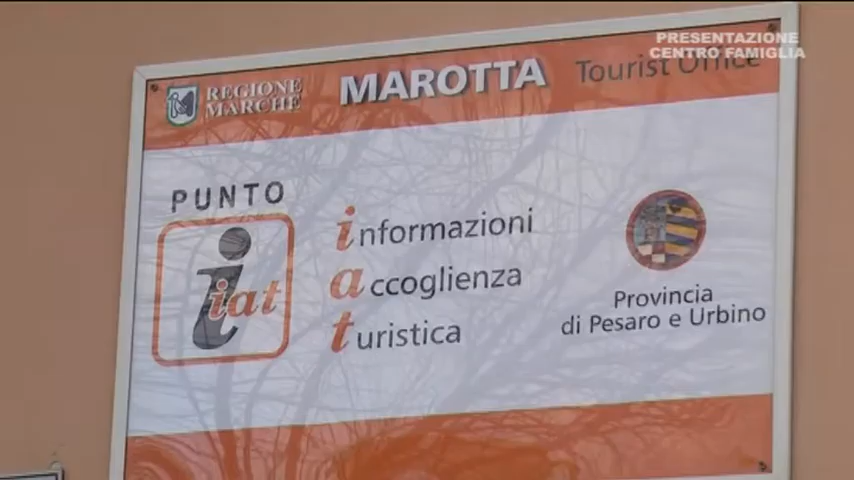 PRESENTAZIONE
CENTRO FAMIGLIA
REGIONE
MARCHE
MAROTTA
Tourist Office
PUNTO
i
iat
informazioni
accoglienza
turistica
Provincia
di Pesaro e Urbino